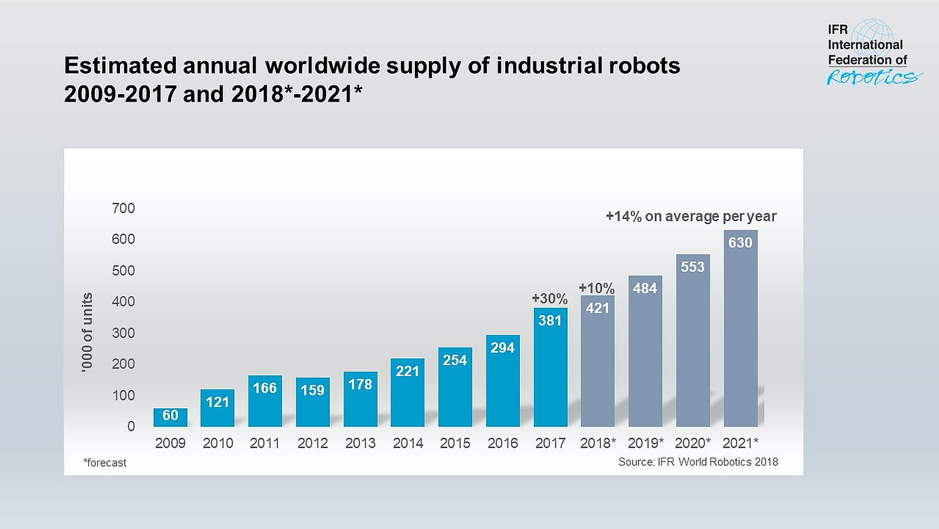 Estimated annual worldwide supply of industrial robots
2009-2017 and 2018*-2021*
IFR
International
Federation of
Robotics
'000 of units
700
600
500
400
300
200
100
0
+14% on average per year
+30%
+10%
60
121
166
159
178
221
254
294
381
421
484
553
630
2009 2010 2011 2012 2013 2014 2015 2016 2017 2018* 2019* 2020* 2021*
*forecast
Source: IFR World Robotics 2018